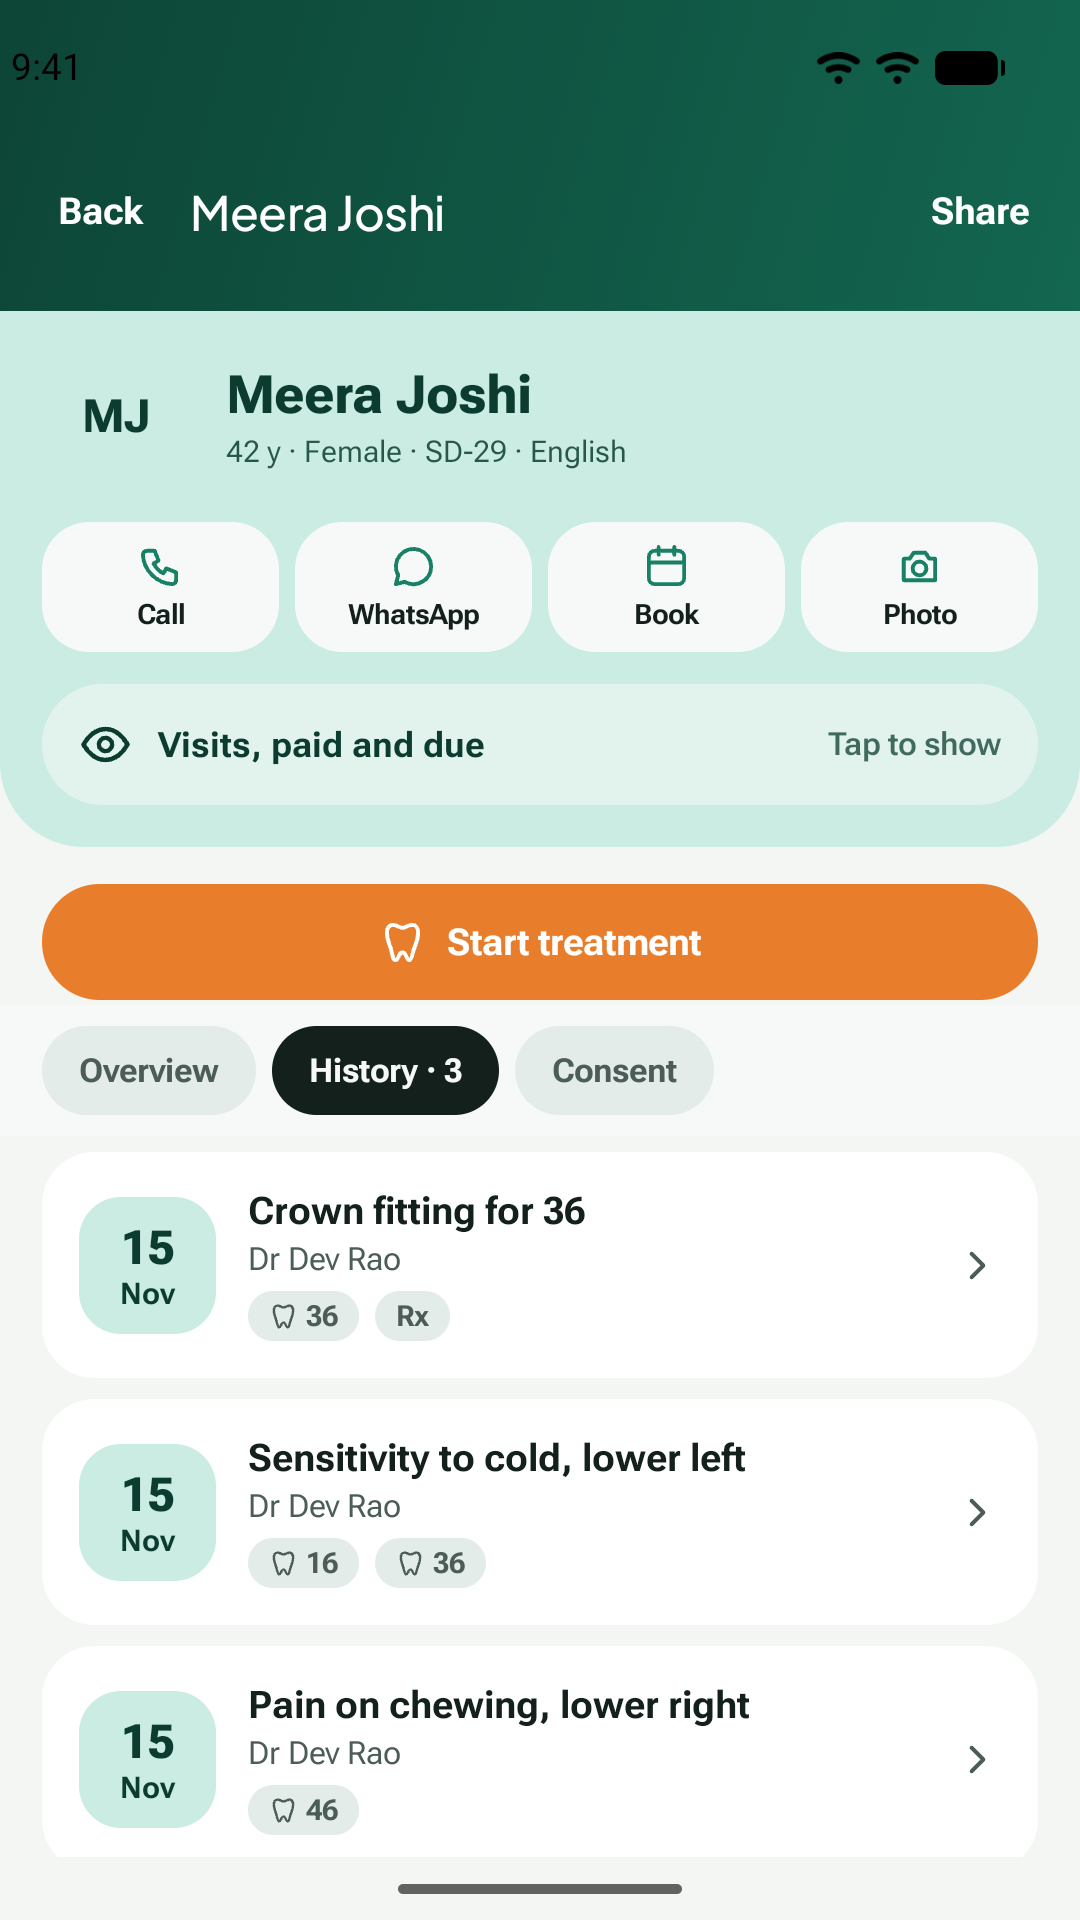 9:41
Back Meera Joshi Share
MJ
Meera Joshi
42 y · Female · SD-29 · English
Call WhatsApp Book Photo
Visits, paid and due Tap to show
Start treatment
Overview History · 3 Consent
15 Nov
Crown fitting for 36
Dr Dev Rao
36 Rx
15 Nov
Sensitivity to cold, lower left
Dr Dev Rao
16 36
15 Nov
Pain on chewing, lower right
Dr Dev Rao
46